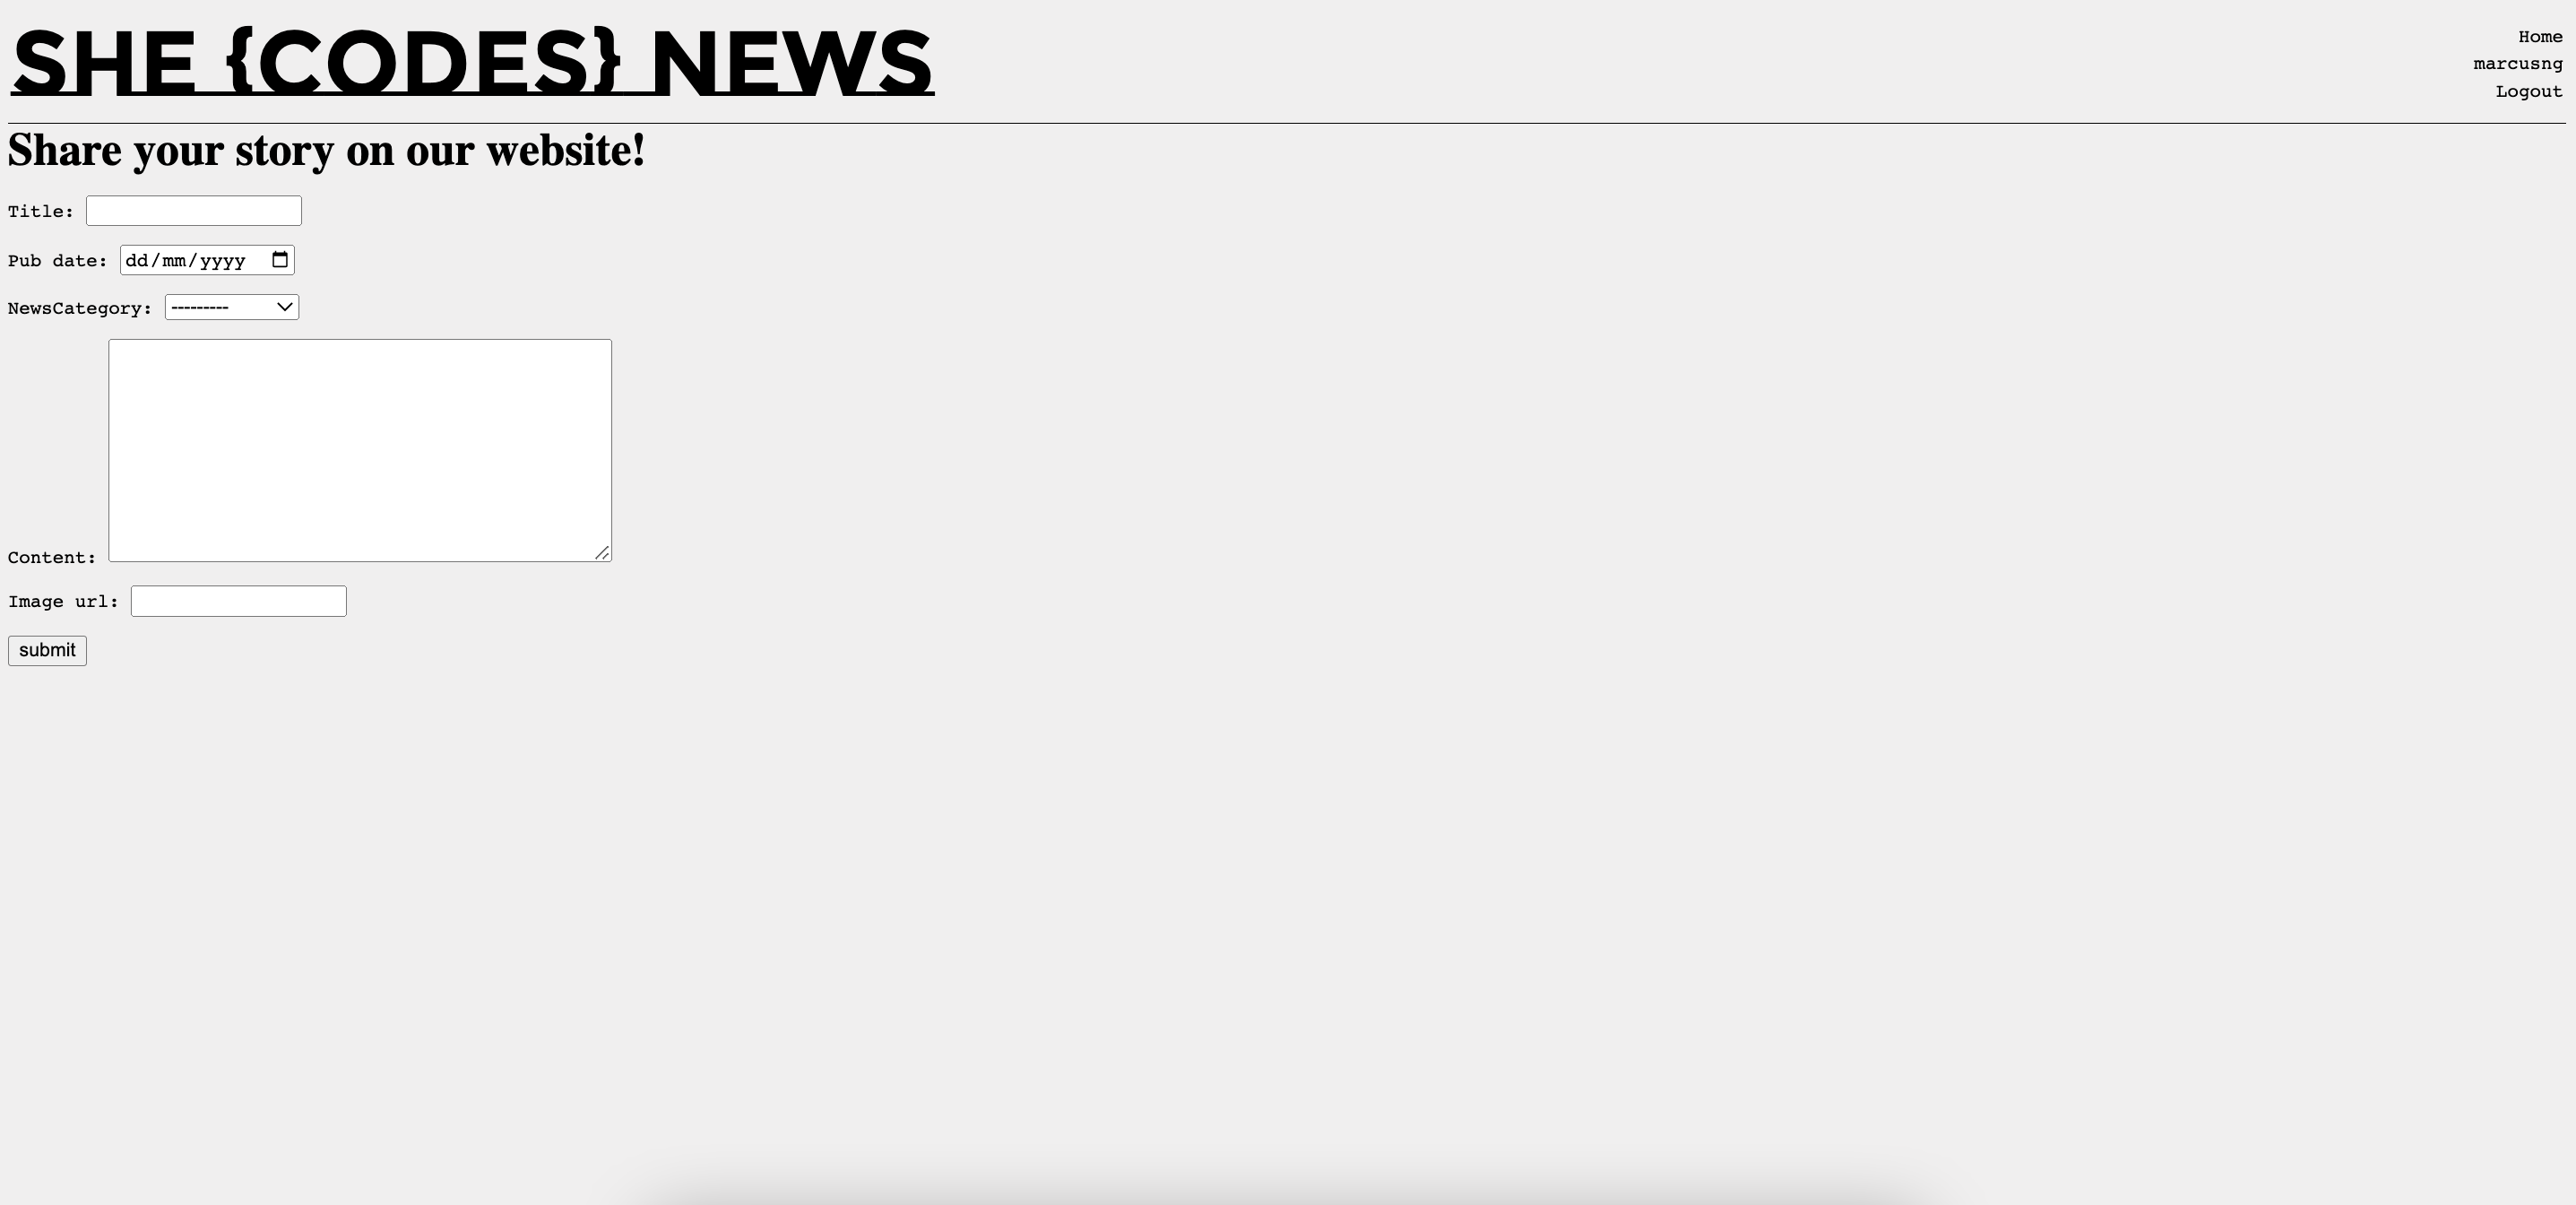 SHE {CODES} NEWS
Home
marcusng
Logout
Share your story on our website!
Title:
Pub date: dd/mm/yyyy
NewsCategory: ---------
Content:
Image url:
submit